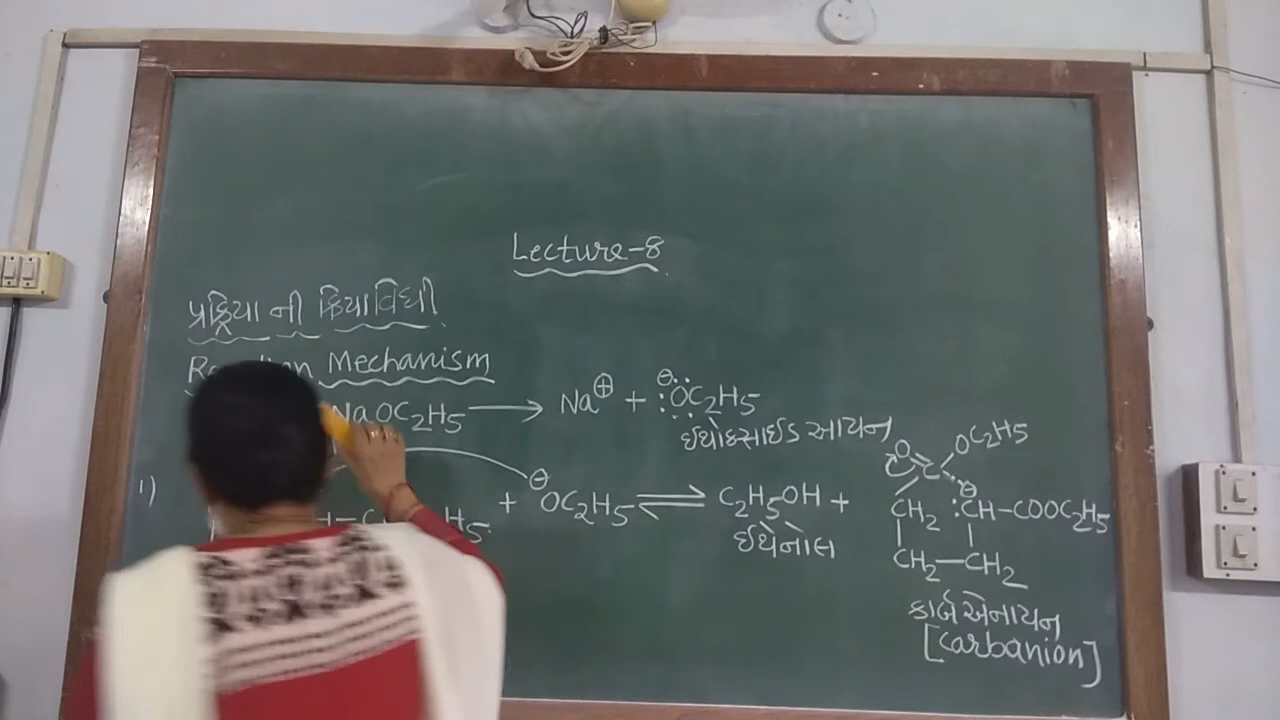 Lecture-8
પ્રક્રિયા ની ક્રિયાવિધી
Mechanism
NaOC₂H₅ ⟶ Na⊕ + ⊖:OC₂H₅
ઈથોક્સાઈડ આયન
O C OC₂H₅
1) + ⊖OC₂H₅ ⇌ C₂H₅OH + CH₂ ⊖:CH-COOC₂H₅
ઈથેનોલ
CH₂—CH₂
કાર્બએનાયન
[Carbanion]